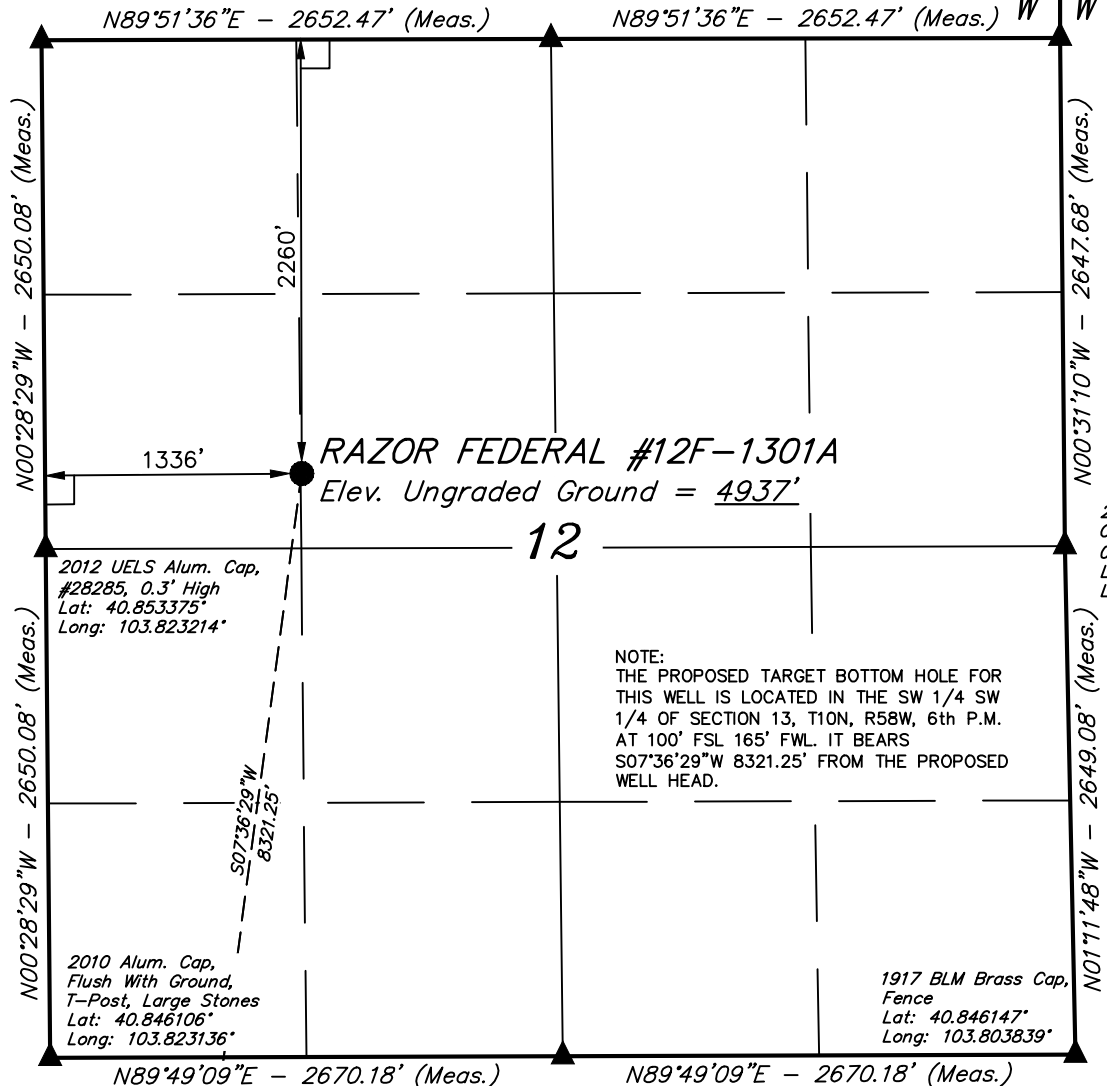 N89°51'36"E - 2652.47' (Meas.)
N89°51'36"E - 2652.47' (Meas.)
W
W
N00°28'29"W - 2650.08' (Meas.)
2260'
N00°31'10"W - 2647.68' (Meas.)
1336'
RAZOR FEDERAL #12F-1301A
Elev. Ungraded Ground = 4937'
12
2012 UELS Alum. Cap,
#28285, 0.3' High
Lat: 40.853375°
Long: 103.823214°
N00°28'29"W - 2650.08' (Meas.)
NOTE:
THE PROPOSED TARGET BOTTOM HOLE FOR
THIS WELL IS LOCATED IN THE SW 1/4 SW
1/4 OF SECTION 13, T10N, R58W, 6th P.M.
AT 100' FSL 165' FWL. IT BEARS
S07°36'29"W 8321.25' FROM THE PROPOSED
WELL HEAD.
S07°36'29"W
8321.25'
N01°11'48"W - 2649.08' (Meas.)
2010 Alum. Cap,
Flush With Ground,
T-Post, Large Stones
Lat: 40.846106°
Long: 103.823136°
1917 BLM Brass Cap,
Fence
Lat: 40.846147°
Long: 103.803839°
N89°49'09"E - 2670.18' (Meas.)
N89°49'09"E - 2670.18' (Meas.)